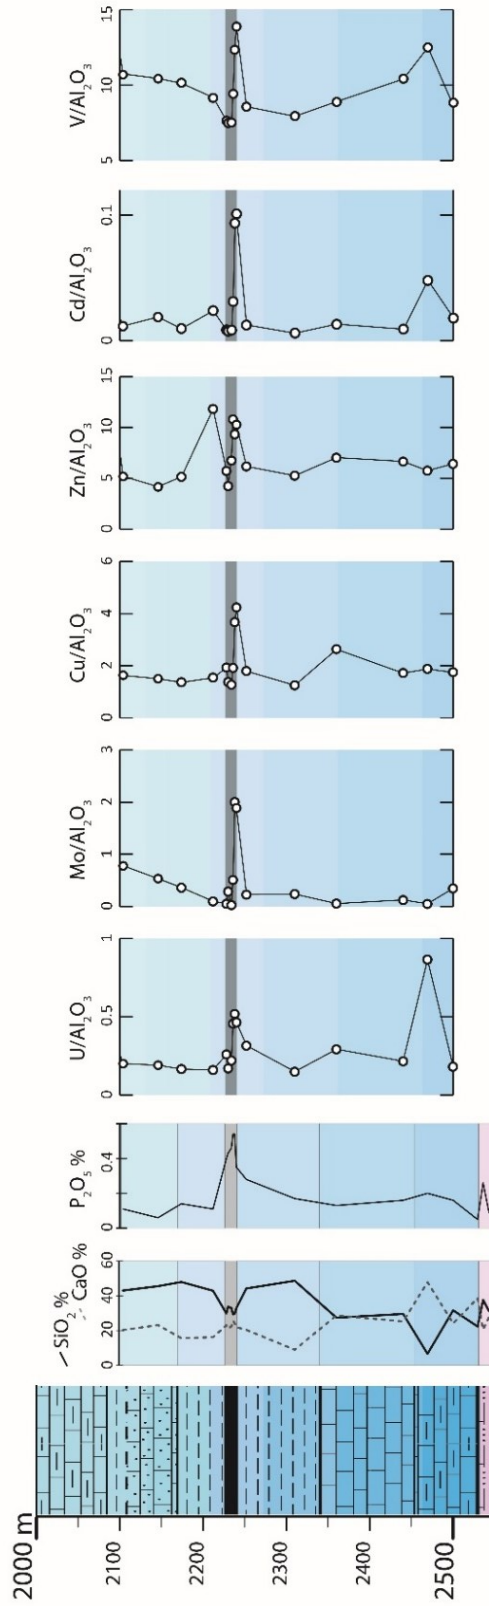 2000 m
2100
2200
2300
2400
2500
SiO₂ %
CaO %
0 20 40 60
P₂O₅ %
0 0.4
U/Al₂O₃
0 0.5 1
Mo/Al₂O₃
0 1 2 3
Cu/Al₂O₃
0 2 4 6
Zn/Al₂O₃
0 5 10 15
Cd/Al₂O₃
0 0.1
V/Al₂O₃
5 10 15